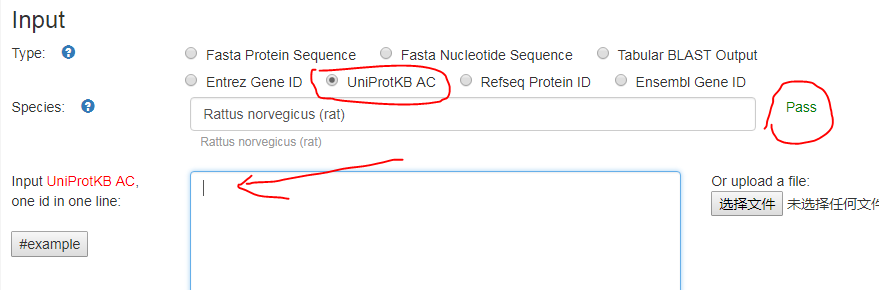 Input
Type: ? Fasta Protein Sequence Fasta Nucleotide Sequence Tabular BLAST Output
Entrez Gene ID UniProtKB AC Refseq Protein ID Ensembl Gene ID
Species: ? Rattus norvegicus (rat) Pass
Rattus norvegicus (rat)
Input UniProtKB AC, Or upload a file:
one id in one line: 选择文件 未选择任何文件
#example